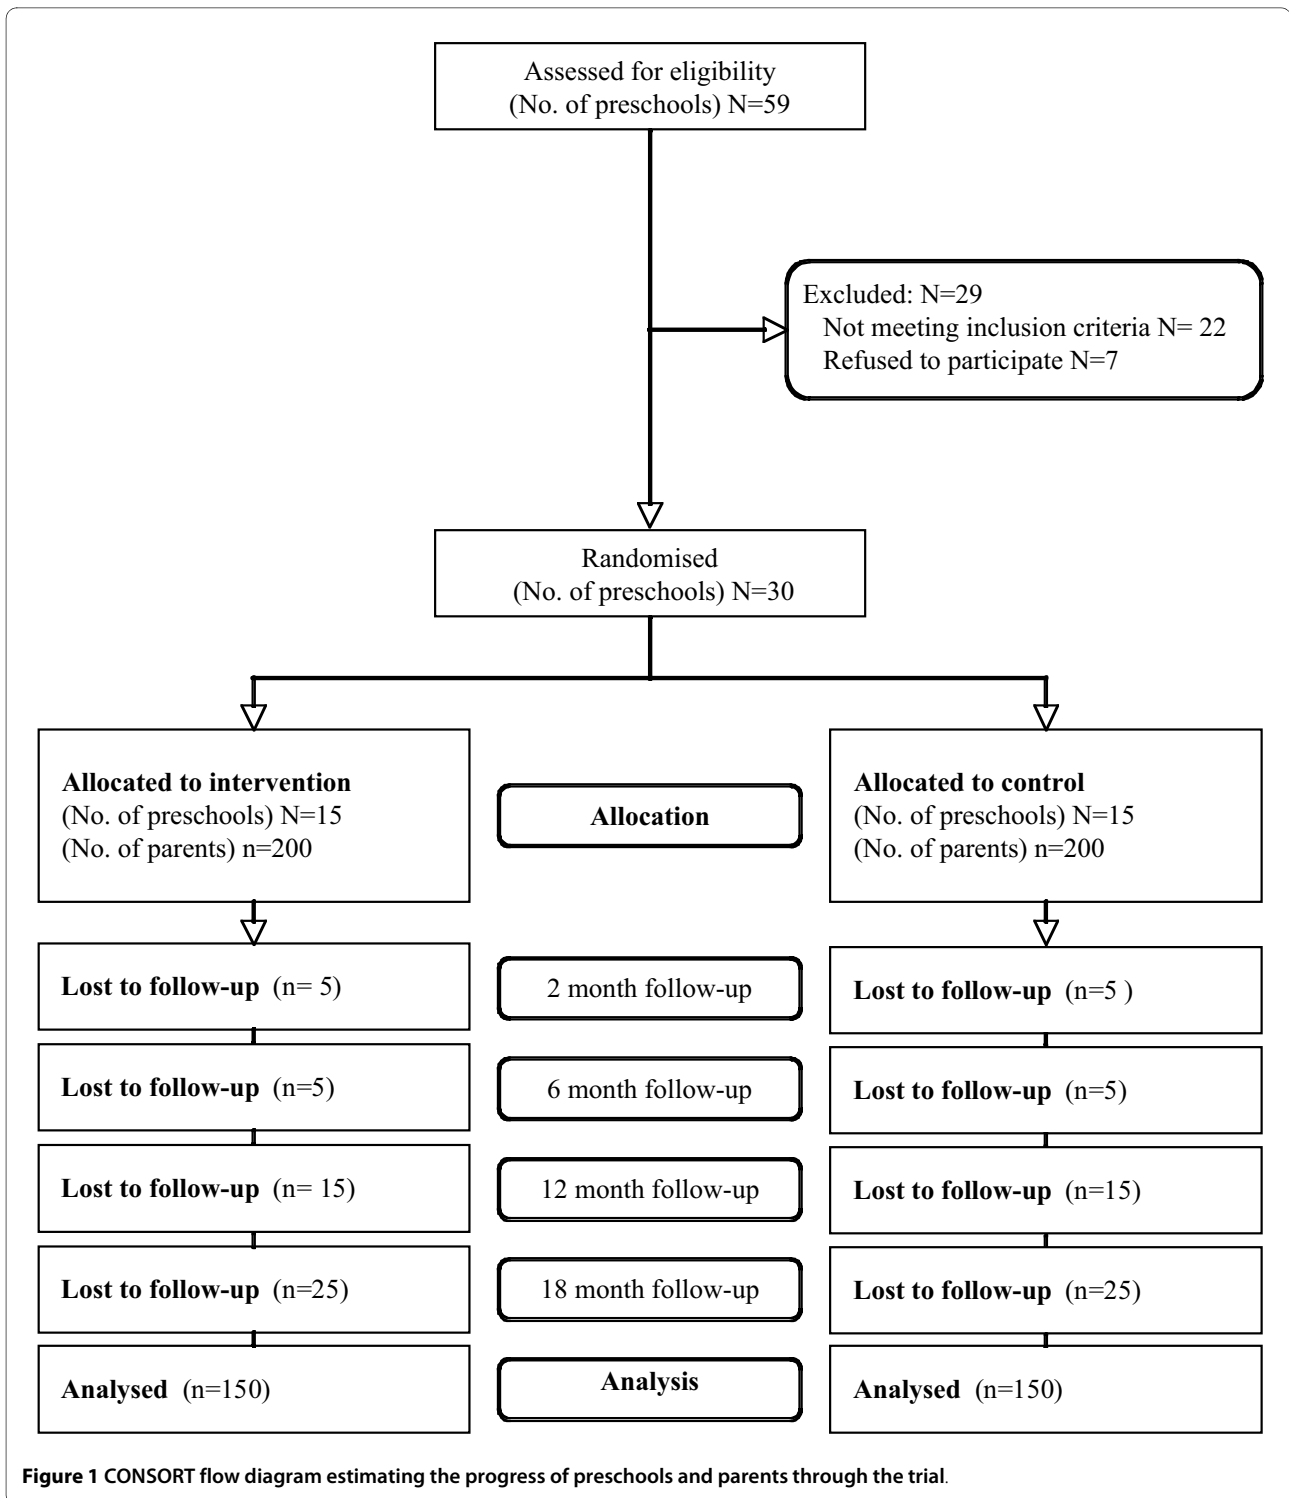 Assessed for eligibility
(No. of preschools) N=59
Excluded: N=29
Not meeting inclusion criteria N= 22
Refused to participate N=7
Randomised
(No. of preschools) N=30
Allocated to intervention
(No. of preschools) N=15
(No. of parents) n=200
Allocation
Allocated to control
(No. of preschools) N=15
(No. of parents) n=200
Lost to follow-up (n= 5)
2 month follow-up
Lost to follow-up (n=5 )
Lost to follow-up (n=5)
6 month follow-up
Lost to follow-up (n=5)
Lost to follow-up (n= 15)
12 month follow-up
Lost to follow-up (n=15)
Lost to follow-up (n=25)
18 month follow-up
Lost to follow-up (n=25)
Analysed (n=150)
Analysis
Analysed (n=150)
Figure 1 CONSORT flow diagram estimating the progress of preschools and parents through the trial.